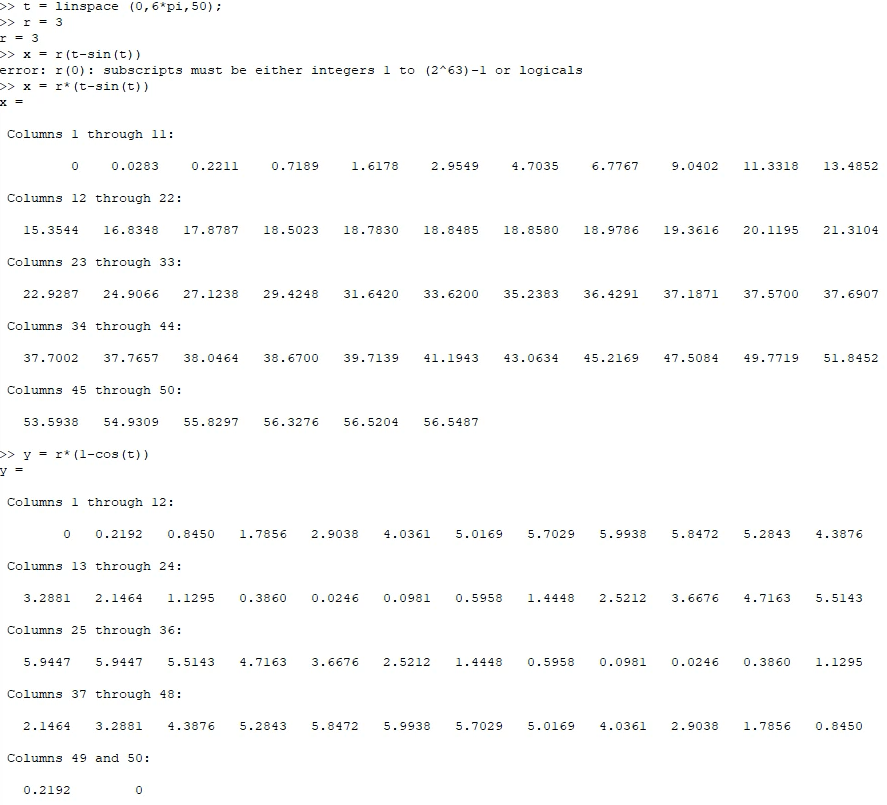 >> t = linspace (0,6*pi,50);
>> r = 3
r = 3
>> x = r(t-sin(t))
error: r(0): subscripts must be either integers 1 to (2^63)-1 or logicals
>> x = r*(t-sin(t))
x =
Columns 1 through 11:
0 0.0283 0.2211 0.7189 1.6178 2.9549 4.7035 6.7767 9.0402 11.3318 13.4852
Columns 12 through 22:
15.3544 16.8348 17.8787 18.5023 18.7830 18.8485 18.8580 18.9786 19.3616 20.1195 21.3104
Columns 23 through 33:
22.9287 24.9066 27.1238 29.4248 31.6420 33.6200 35.2383 36.4291 37.1871 37.5700 37.6907
Columns 34 through 44:
37.7002 37.7657 38.0464 38.6700 39.7139 41.1943 43.0634 45.2169 47.5084 49.7719 51.8452
Columns 45 through 50:
53.5938 54.9309 55.8297 56.3276 56.5204 56.5487
>> y = r*(1-cos(t))
y =
Columns 1 through 12:
0 0.2192 0.8450 1.7856 2.9038 4.0361 5.0169 5.7029 5.9938 5.8472 5.2843 4.3876
Columns 13 through 24:
3.2881 2.1464 1.1295 0.3860 0.0246 0.0981 0.5958 1.4448 2.5212 3.6676 4.7163 5.5143
Columns 25 through 36:
5.9447 5.9447 5.5143 4.7163 3.6676 2.5212 1.4448 0.5958 0.0981 0.0246 0.3860 1.1295
Columns 37 through 48:
2.1464 3.2881 4.3876 5.2843 5.8472 5.9938 5.7029 5.0169 4.0361 2.9038 1.7856 0.8450
Columns 49 and 50:
0.2192 0